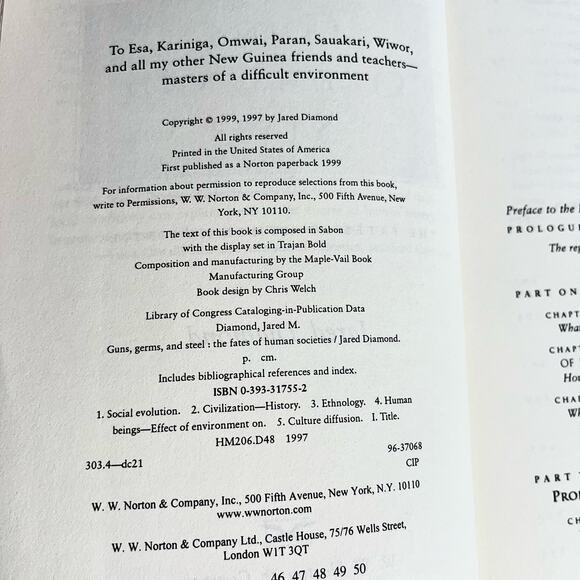 To Esa, Kariniga, Omwai, Paran, Sauakari, Wiwor,
and all my other New Guinea friends and teachers—
masters of a difficult environment
Copyright © 1999, 1997 by Jared Diamond
All rights reserved
Printed in the United States of America
First published as a Norton paperback 1999
For information about permission to reproduce selections from this book,
write to Permissions, W. W. Norton & Company, Inc., 500 Fifth Avenue, New
York, NY 10110.
The text of this book is composed in Sabon
with the display set in Trajan Bold
Composition and manufacturing by the Maple-Vail Book
Manufacturing Group
Book design by Chris Welch
Library of Congress Cataloging-in-Publication Data
Diamond, Jared M.
Guns, germs, and steel : the fates of human societies / Jared Diamond.
p. cm.
Includes bibliographical references and index.
ISBN 0-393-31755-2
1. Social evolution. 2. Civilization—History. 3. Ethnology. 4. Human
beings—Effect of environment on. 5. Culture diffusion. I. Title.
HM206.D48 1997
303.4—dc21 96-37068
CIP
W. W. Norton & Company, Inc., 500 Fifth Avenue, New York, N.Y. 10110
www.wwnorton.com
W. W. Norton & Company Ltd., Castle House, 75/76 Wells Street,
London W1T 3QT
46 47 48 49 50
Preface to the
PROLOGU
The re
PART ON
CHAPT
Wha
CHAPT
OF
Ho
CHA
Wh
PART
PRO
CH